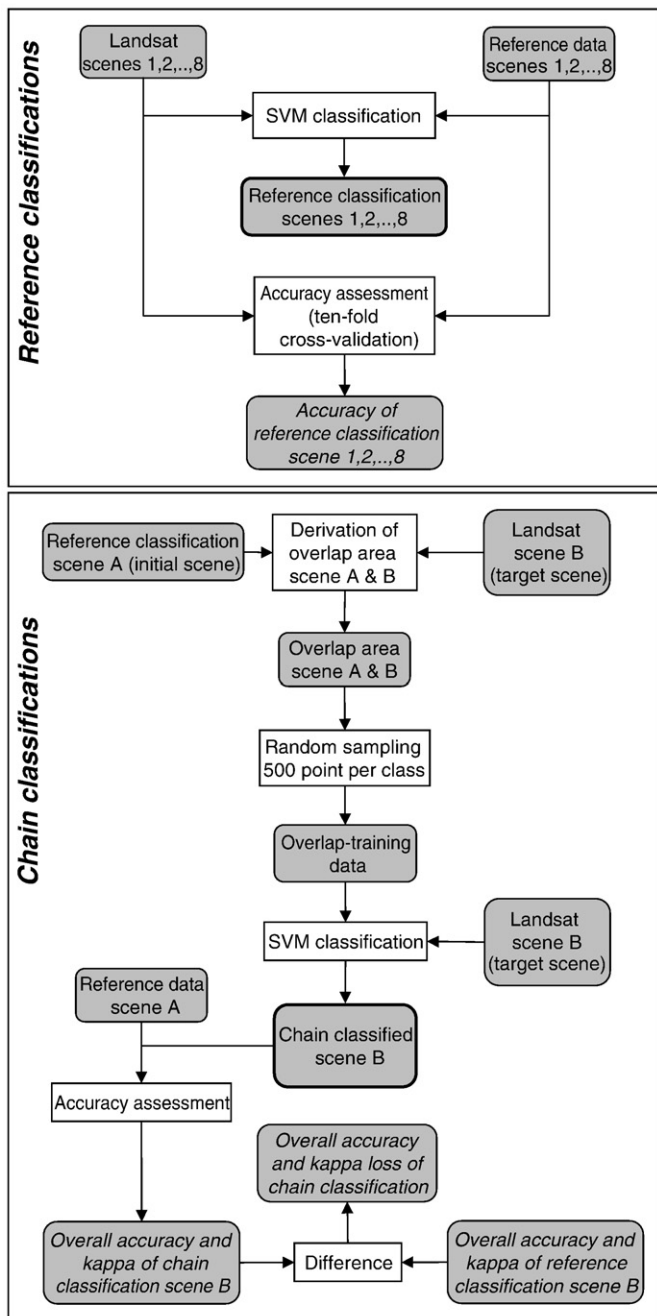 Reference classifications
Landsat
scenes 1,2,..,8
Reference data
scenes 1,2,..,8
SVM classification
Reference classification
scenes 1,2,..,8
Accuracy assessment
(ten-fold
cross-validation)
Accuracy of
reference classification
scene 1,2,..,8
Chain classifications
Reference classification
scene A (initial scene)
Derivation of
overlap area
scene A & B
Landsat
scene B
(target scene)
Overlap area
scene A & B
Random sampling
500 point per class
Overlap-training
data
SVM classification
Landsat
scene B
(target scene)
Reference data
scene A
Chain classified
scene B
Accuracy assessment
Overall accuracy
and kappa loss of
chain classification
Overall accuracy and
kappa of chain
classification scene B
Difference
Overall accuracy and
kappa of reference
classification scene B